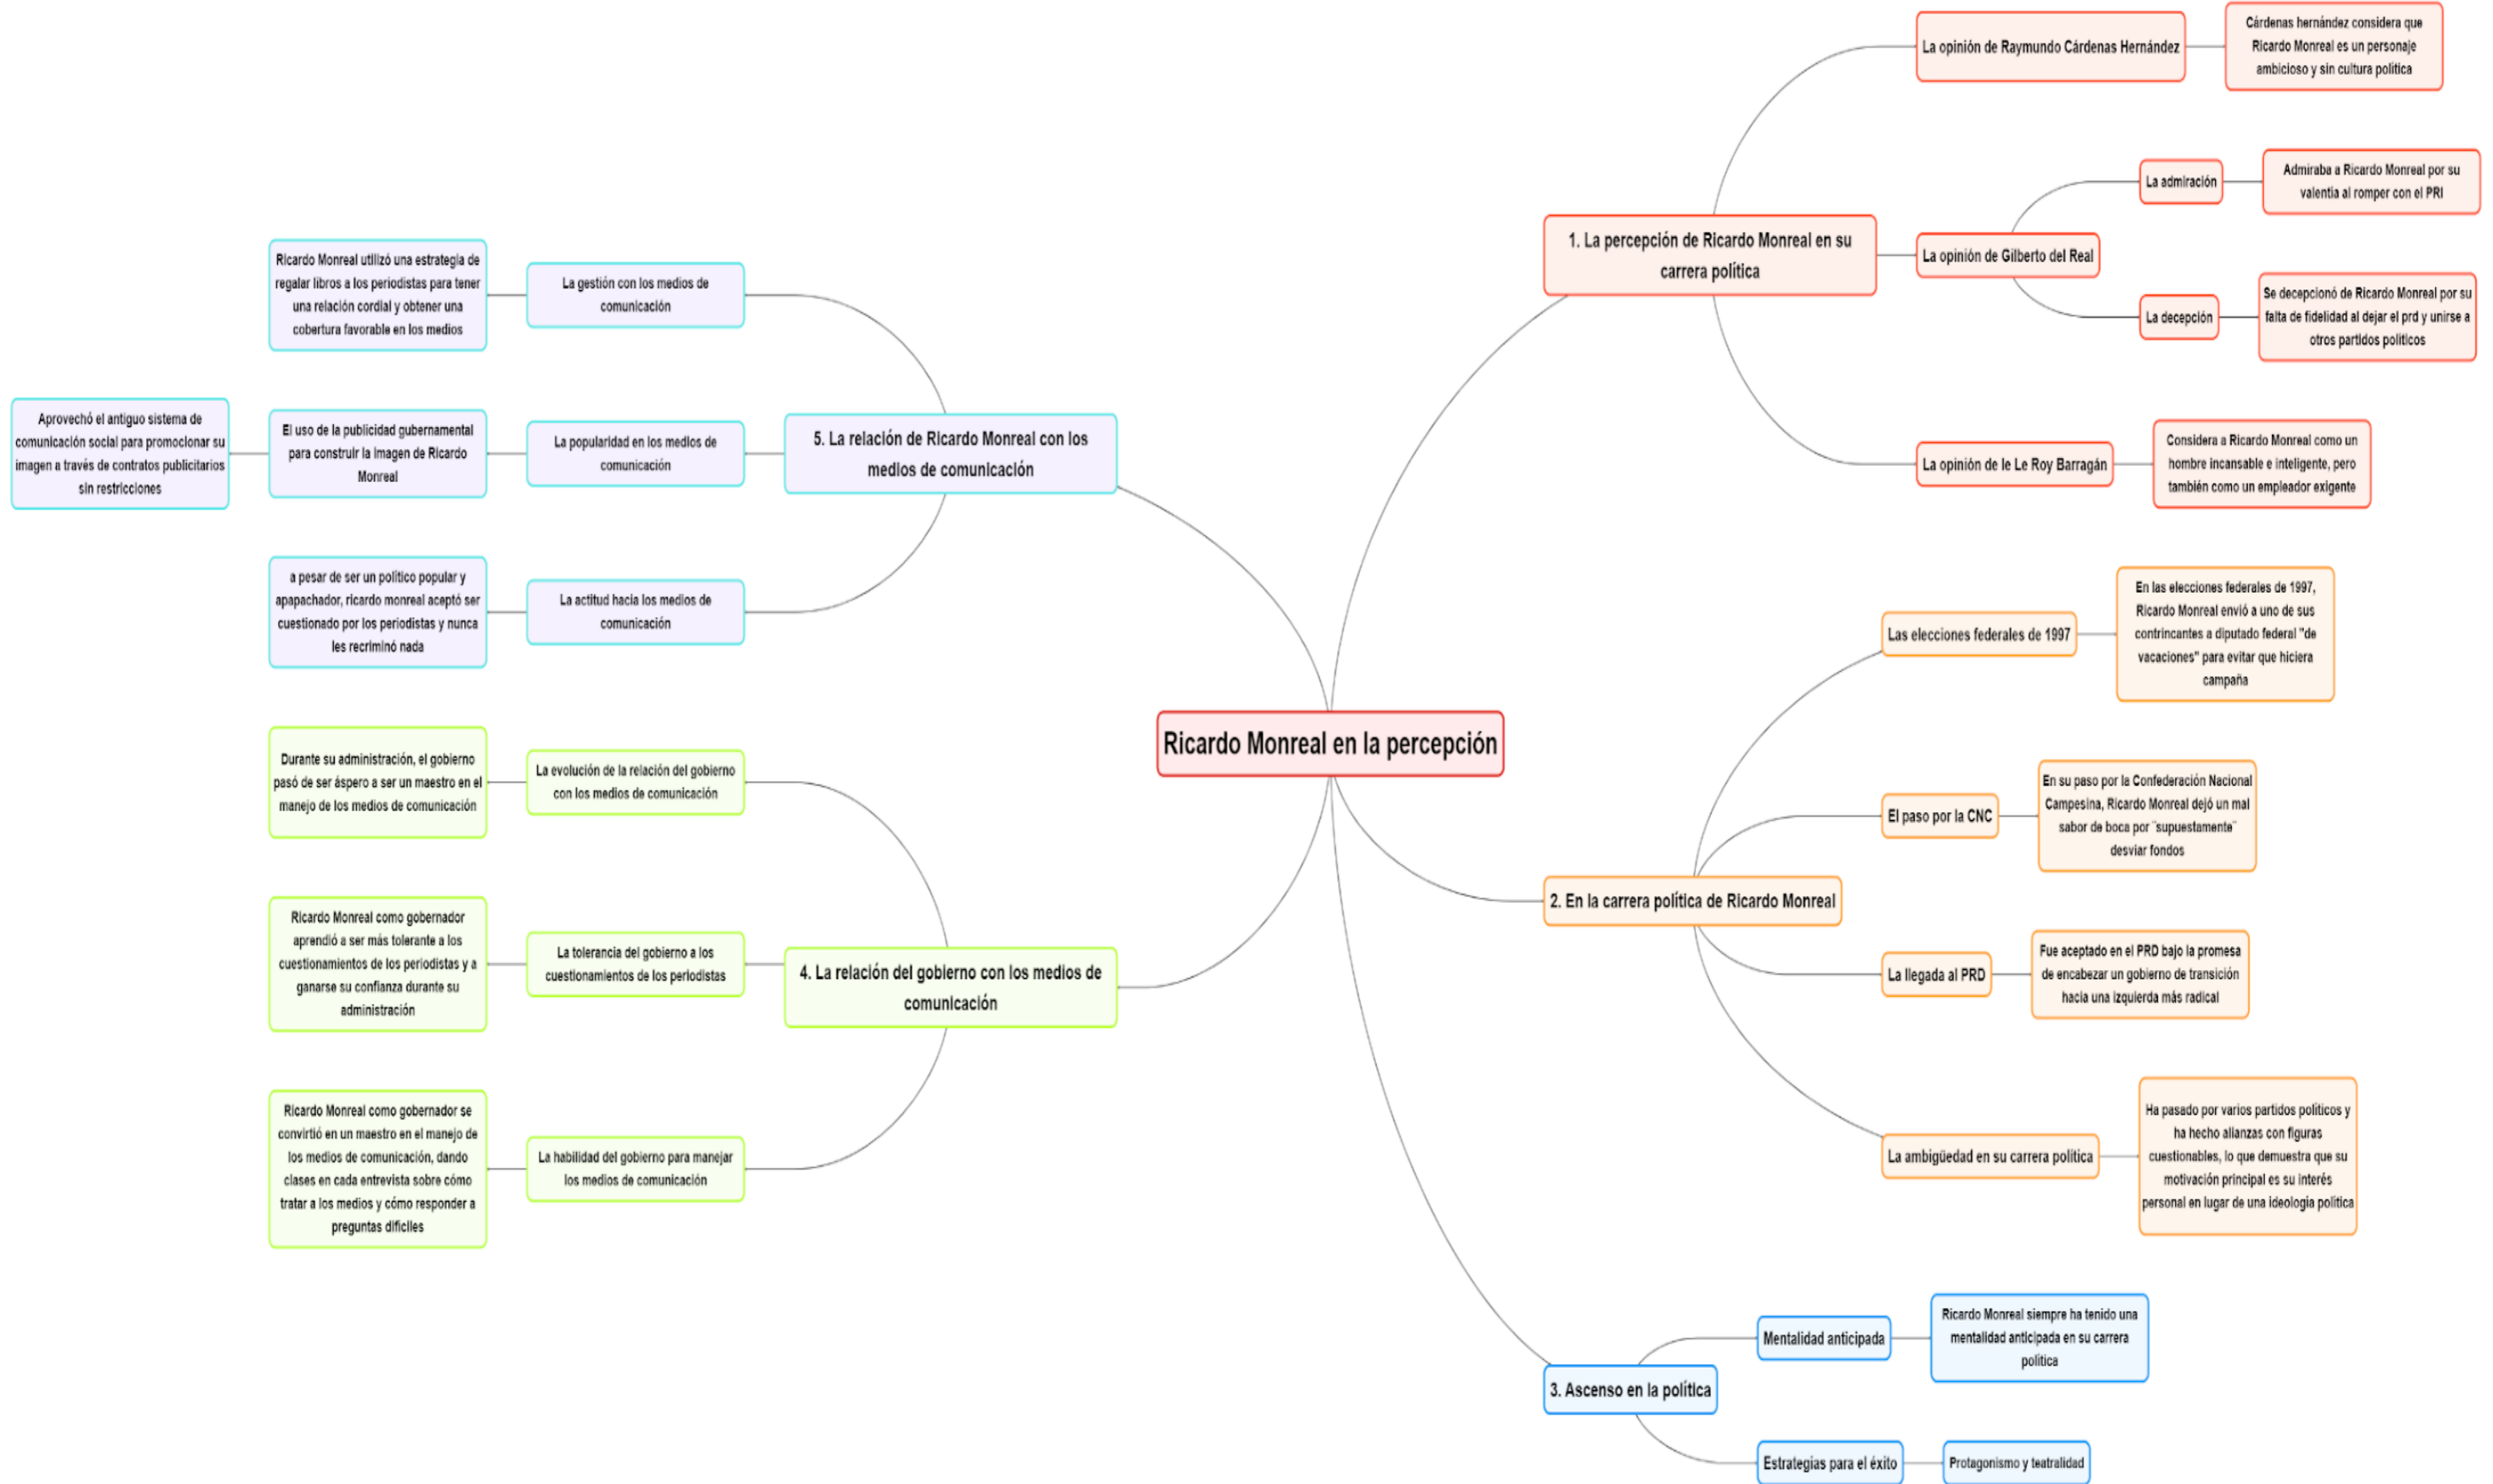 Ricardo Monreal en la percepción
1. La percepción de Ricardo Monreal en su
carrera política
La opinión de Raymundo Cárdenas Hernández
Cárdenas hernández considera que
Ricardo Monreal es un personaje
ambicioso y sin cultura política
La opinión de Gilberto del Real
La admiración
Admiraba a Ricardo Monreal por su
valentía al romper con el PRI
La decepción
Se decepcionó de Ricardo Monreal por su
falta de fidelidad al dejar el prd y unirse a
otros partidos políticos
La opinión de le Le Roy Barragán
Considera a Ricardo Monreal como un
hombre incansable e inteligente, pero
también como un empleador exigente
2. En la carrera política de Ricardo Monreal
Las elecciones federales de 1997
En las elecciones federales de 1997,
Ricardo Monreal envió a uno de sus
contrincantes a diputado federal "de
vacaciones" para evitar que hiciera
campaña
El paso por la CNC
En su paso por la Confederación Nacional
Campesina, Ricardo Monreal dejó un mal
sabor de boca por ¨supuestamente¨
desviar fondos
La llegada al PRD
Fue aceptado en el PRD bajo la promesa
de encabezar un gobierno de transición
hacia una izquierda más radical
La ambigüedad en su carrera política
Ha pasado por varios partidos políticos y
ha hecho alianzas con figuras
cuestionables, lo que demuestra que su
motivación principal es su interés
personal en lugar de una ideología política
3. Ascenso en la política
Mentalidad anticipada
Ricardo Monreal siempre ha tenido una
mentalidad anticipada en su carrera
política
Estrategias para el éxito
Protagonismo y teatralidad
4. La relación del gobierno con los medios de
comunicación
La evolución de la relación del gobierno
con los medios de comunicación
Durante su administración, el gobierno
pasó de ser áspero a ser un maestro en el
manejo de los medios de comunicación
La tolerancia del gobierno a los
cuestionamientos de los periodistas
Ricardo Monreal como gobernador
aprendió a ser más tolerante a los
cuestionamientos de los periodistas y a
ganarse su confianza durante su
administración
La habilidad del gobierno para manejar
los medios de comunicación
Ricardo Monreal como gobernador se
convirtió en un maestro en el manejo de
los medios de comunicación, dando
clases en cada entrevista sobre cómo
tratar a los medios y cómo responder a
preguntas difíciles
5. La relación de Ricardo Monreal con los
medios de comunicación
La gestión con los medios de
comunicación
Ricardo Monreal utilizó una estrategia de
regalar libros a los periodistas para tener
una relación cordial y obtener una
cobertura favorable en los medios
La popularidad en los medios de
comunicación
El uso de la publicidad gubernamental
para construir la imagen de Ricardo
Monreal
Aprovechó el antiguo sistema de
comunicación social para promocionar su
imagen a través de contratos publicitarios
sin restricciones
La actitud hacia los medios de
comunicación
a pesar de ser un político popular y
apapachador, ricardo monreal aceptó ser
cuestionado por los periodistas y nunca
les recriminó nada